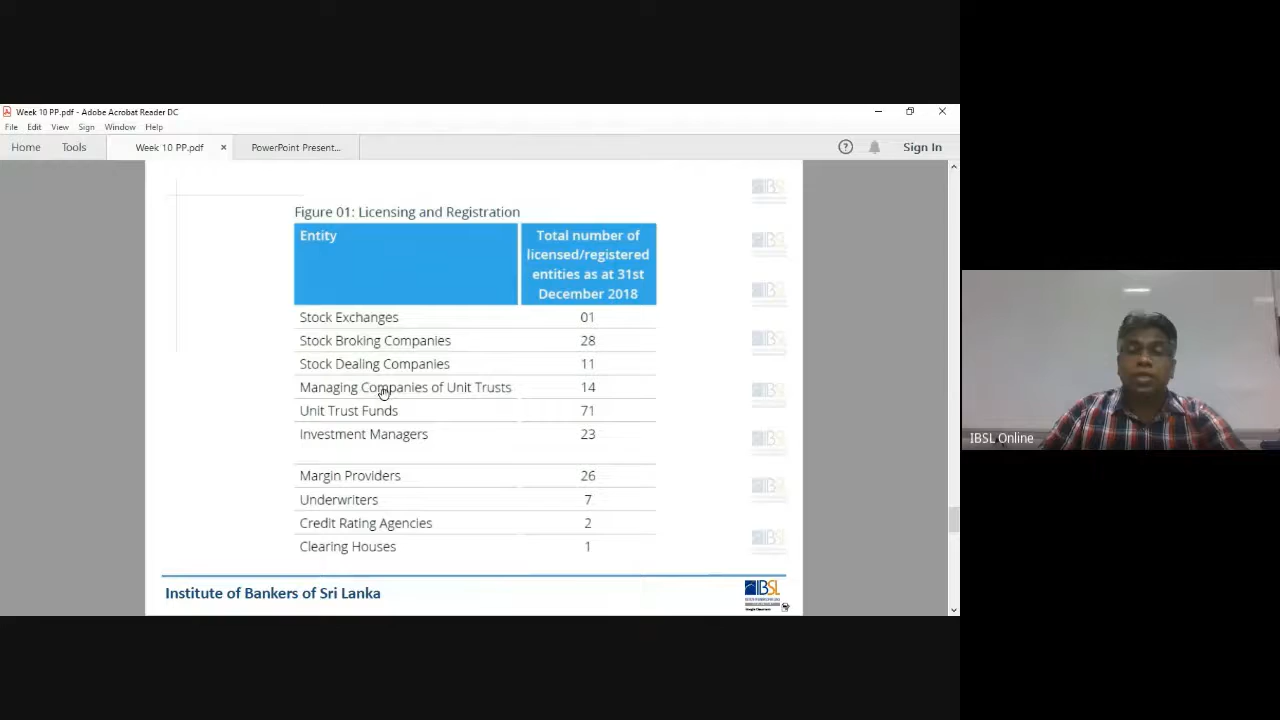 Week 10 PP.pdf - Adobe Acrobat Reader DC
File Edit View Sign Window Help
Home Tools Week 10 PP.pdf × PowerPoint Present... Sign In
Figure 01: Licensing and Registration
Entity
Total number of
licensed/registered
entities as at 31st
December 2018
Stock Exchanges 01
Stock Broking Companies 28
Stock Dealing Companies 11
Managing Companies of Unit Trusts 14
Unit Trust Funds 71
Investment Managers 23
Margin Providers 26
Underwriters 7
Credit Rating Agencies 2
Clearing Houses 1
Institute of Bankers of Sri Lanka
IBSL
IBSL Online